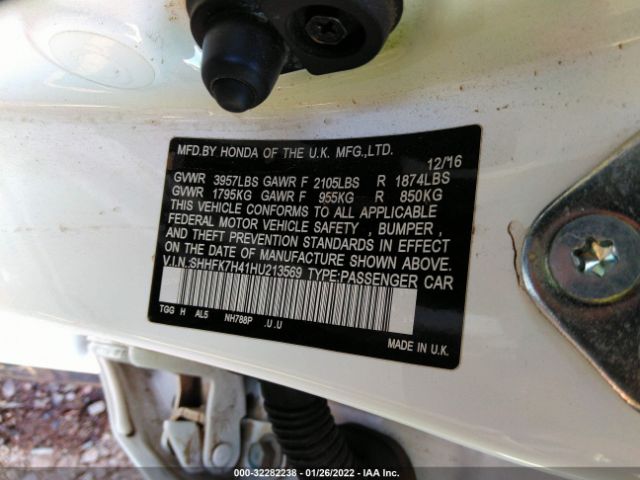 MFD.BY HONDA OF THE U.K. MFG.,LTD.
12/'16
GVWR 3957LBS GAWR F 2105LBS R 1874LBS
GVWR 1795KG GAWR F 955KG R 850KG
THIS VEHICLE CONFORMS TO ALL APPLICABLE
FEDERAL MOTOR VEHICLE SAFETY , BUMPER ,
AND THEFT PREVENTION STANDARDS IN EFFECT
ON THE DATE OF MANUFACTURE SHOWN ABOVE.
V.I.N.:SHHFK7H41HU213569 TYPE:PASSENGER CAR
TGG H AL5 NH788P .U.U
MADE IN U.K.
000-32282238 - 01/26/2022 - IAA Inc.